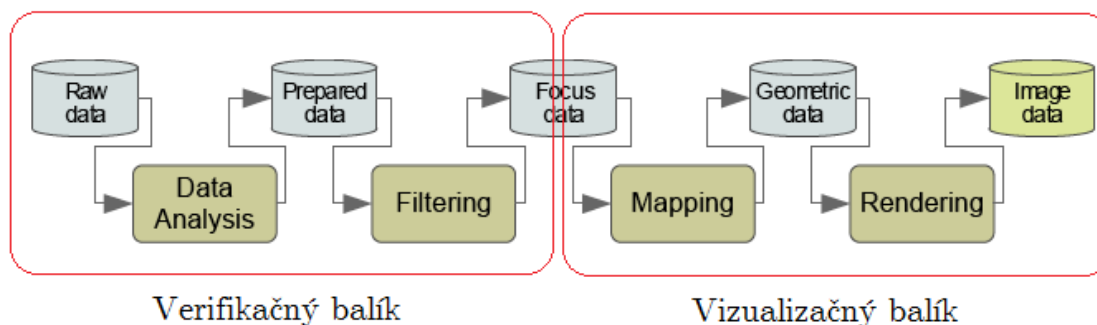 Raw
data
Prepared
data
Focus
data
Geometric
data
Image
data
Data
Analysis
Filtering
Mapping
Rendering
Verifikačný balík
Vizualizačný balík